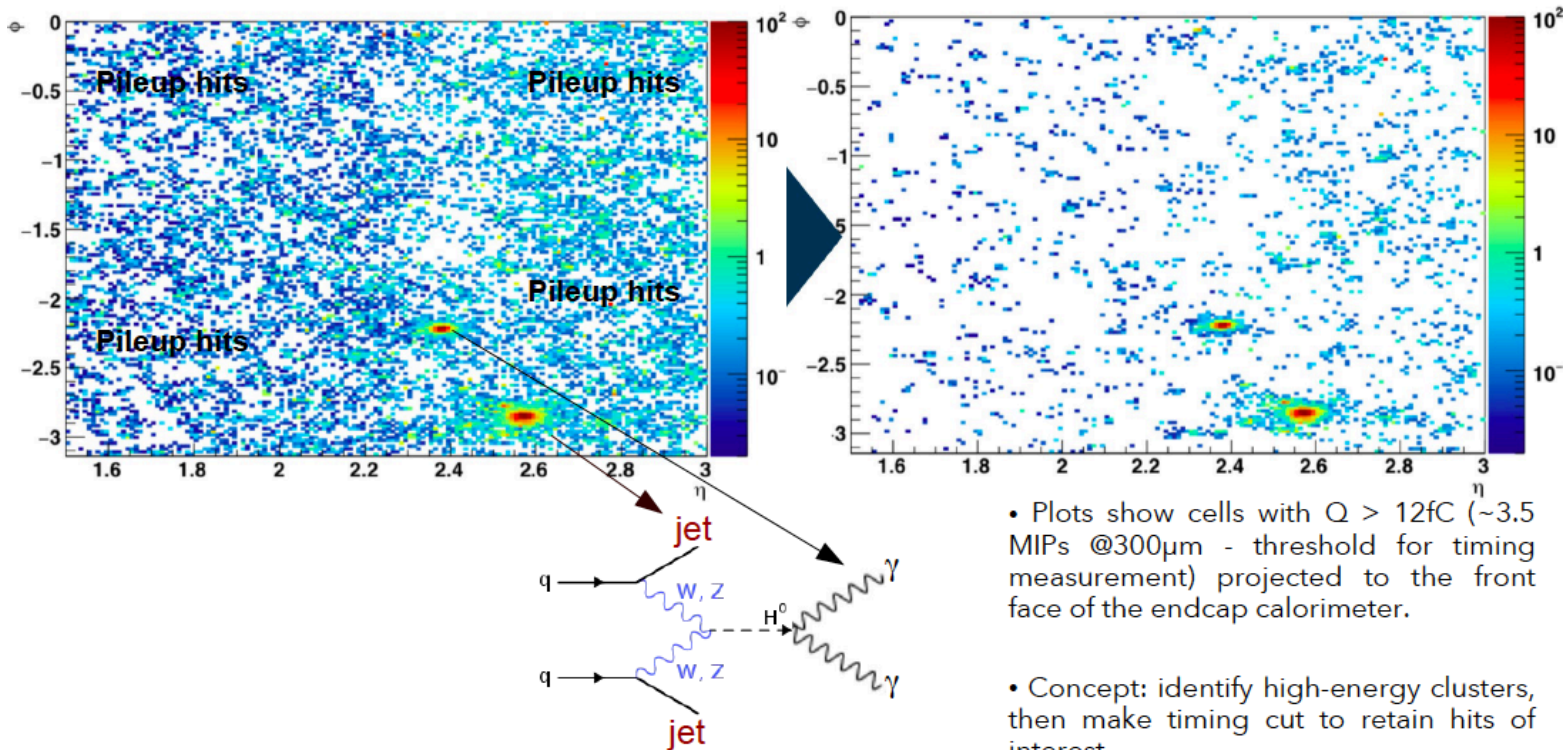 φ
0
−0.5
−1
−1.5
−2
−2.5
−3
Pileup hits
Pileup hits
Pileup hits
Pileup hits
1.6 1.8 2 2.2 2.4 2.6 2.8 3
η
10²
10
1
10⁻
φ
0
−0.5
−1
.5
−2
−2.5
−3
1.6 1.8 2 2.2 2.4 2.6 2.8 3
η
10²
10
1
10⁻
jet
q
W, Z
H⁰
γ
q
W, Z
γ
jet
• Plots show cells with Q > 12fC (~3.5
MIPs @300µm - threshold for timing
measurement) projected to the front
face of the endcap calorimeter.
• Concept: identify high-energy clusters,
then make timing cut to retain hits of